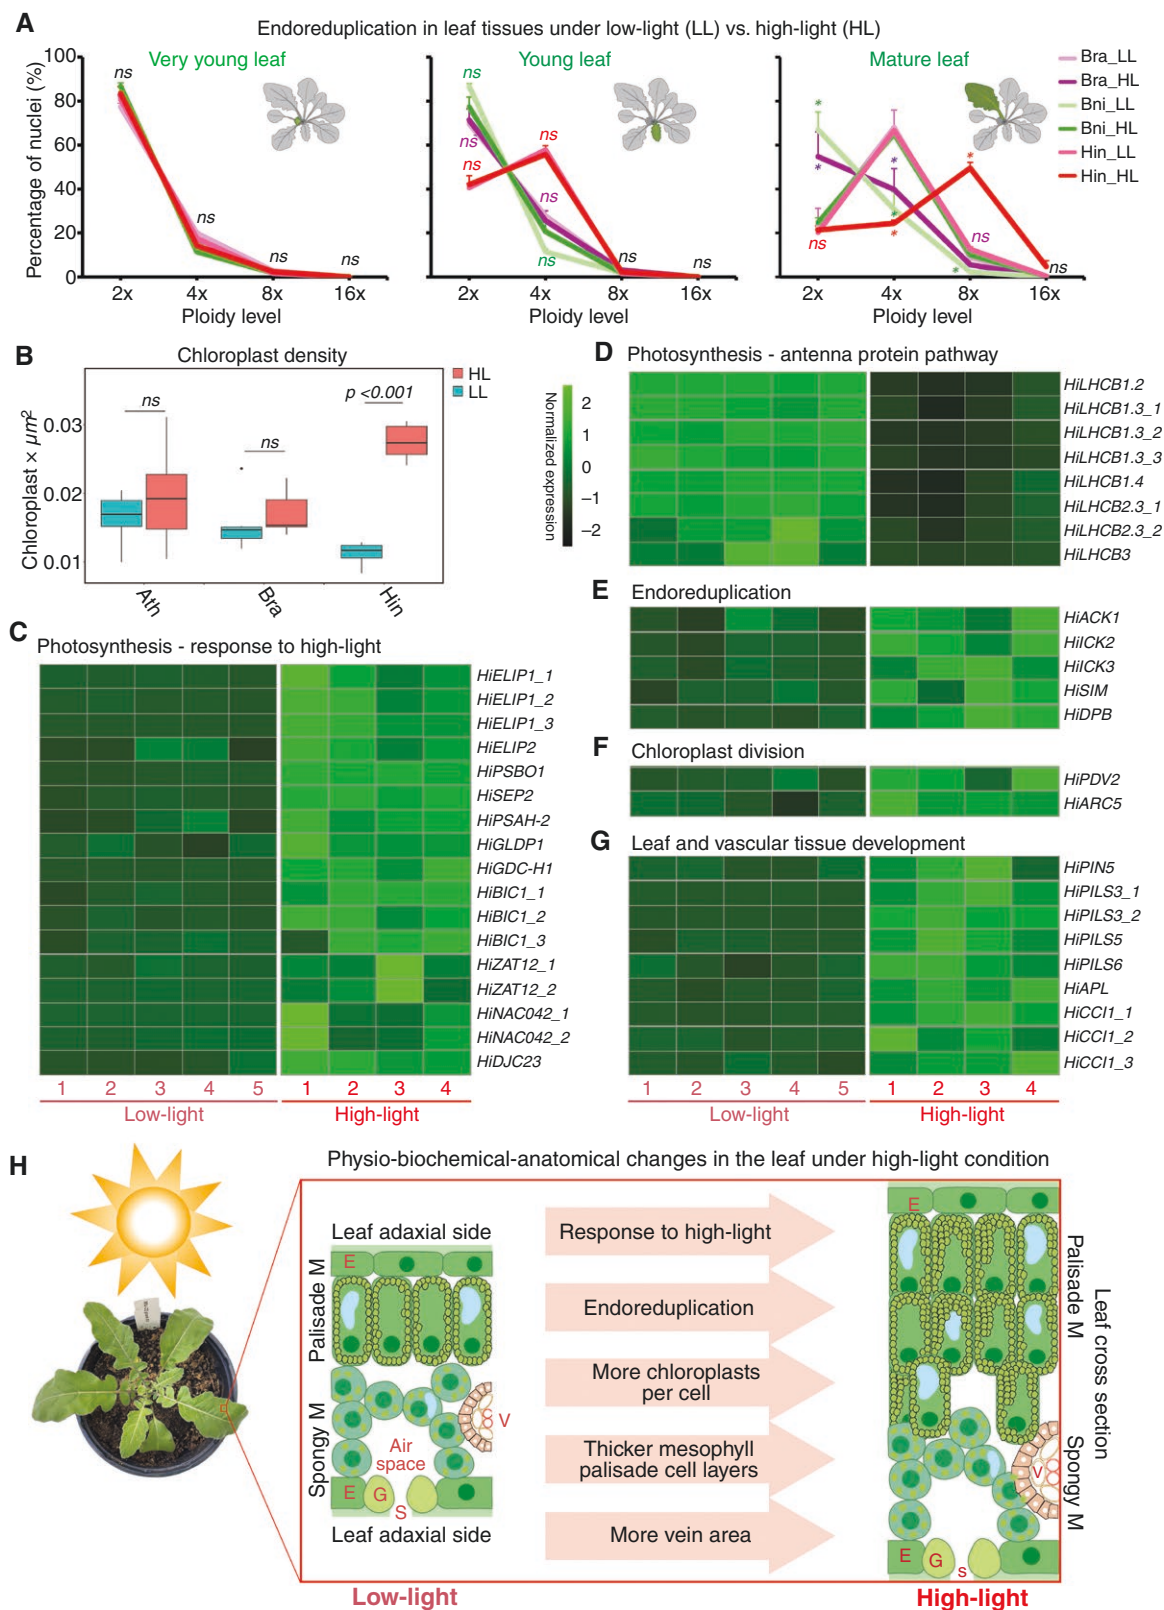 A
Endoreduplication in leaf tissues under low-light (LL) vs. high-light (HL)
Percentage of nuclei (%)
100
80
60
40
20
0
Very young leaf
ns
ns
ns
ns
2x 4x 8x 16x
Ploidy level
Young leaf
ns
ns
ns
ns
ns
ns
ns
ns
2x 4x 8x 16x
Ploidy level
Mature leaf
*
*
*
*
*
*
*
ns
ns
ns
2x 4x 8x 16x
Ploidy level
Bra_LL
Bra_HL
Bni_LL
Bni_HL
Hin_LL
Hin_HL
B
Chloroplast density
Chloroplast × µm²
0.03
0.02
0.01
ns
ns
p <0.001
Ath
Bra
Hin
HL
LL
C
Photosynthesis - response to high-light
HiELIP1_1
HiELIP1_2
HiELIP1_3
HiELIP2
HiPSBO1
HiSEP2
HiPSAH-2
HiGLDP1
HiGDC-H1
HiBIC1_1
HiBIC1_2
HiBIC1_3
HiZAT12_1
HiZAT12_2
HiNAC042_1
HiNAC042_2
HiDJC23
1 2 3 4 5 1 2 3 4
Low-light High-light
D
Photosynthesis - antenna protein pathway
Normalized expression
2
1
0
−1
−2
HiLHCB1.2
HiLHCB1.3_1
HiLHCB1.3_2
HiLHCB1.3_3
HiLHCB1.4
HiLHCB2.3_1
HiLHCB2.3_2
HiLHCB3
E
Endoreduplication
HiACK1
HiICK2
HiICK3
HiSIM
HiDPB
F
Chloroplast division
HiPDV2
HiARC5
G
Leaf and vascular tissue development
HiPIN5
HiPILS3_1
HiPILS3_2
HiPILS5
HiPILS6
HiAPL
HiCCI1_1
HiCCI1_2
HiCCI1_3
1 2 3 4 5 1 2 3 4
Low-light High-light
H
Physio-biochemical-anatomical changes in the leaf under high-light condition
Leaf adaxial side
E
Palisade M
Spongy M
V
Air
space
E G
S
Leaf adaxial side
Low-light
Response to high-light
Endoreduplication
More chloroplasts
per cell
Thicker mesophyll
palisade cell layers
More vein area
E
Palisade M
Leaf cross section
Spongy M
V
E G
s
High-light